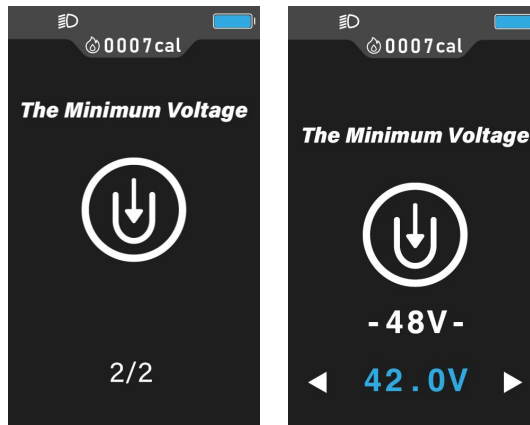 0007cal
The Minimum Voltage
2/2
0007cal
The Minimum Voltage
-48V-
42.0V